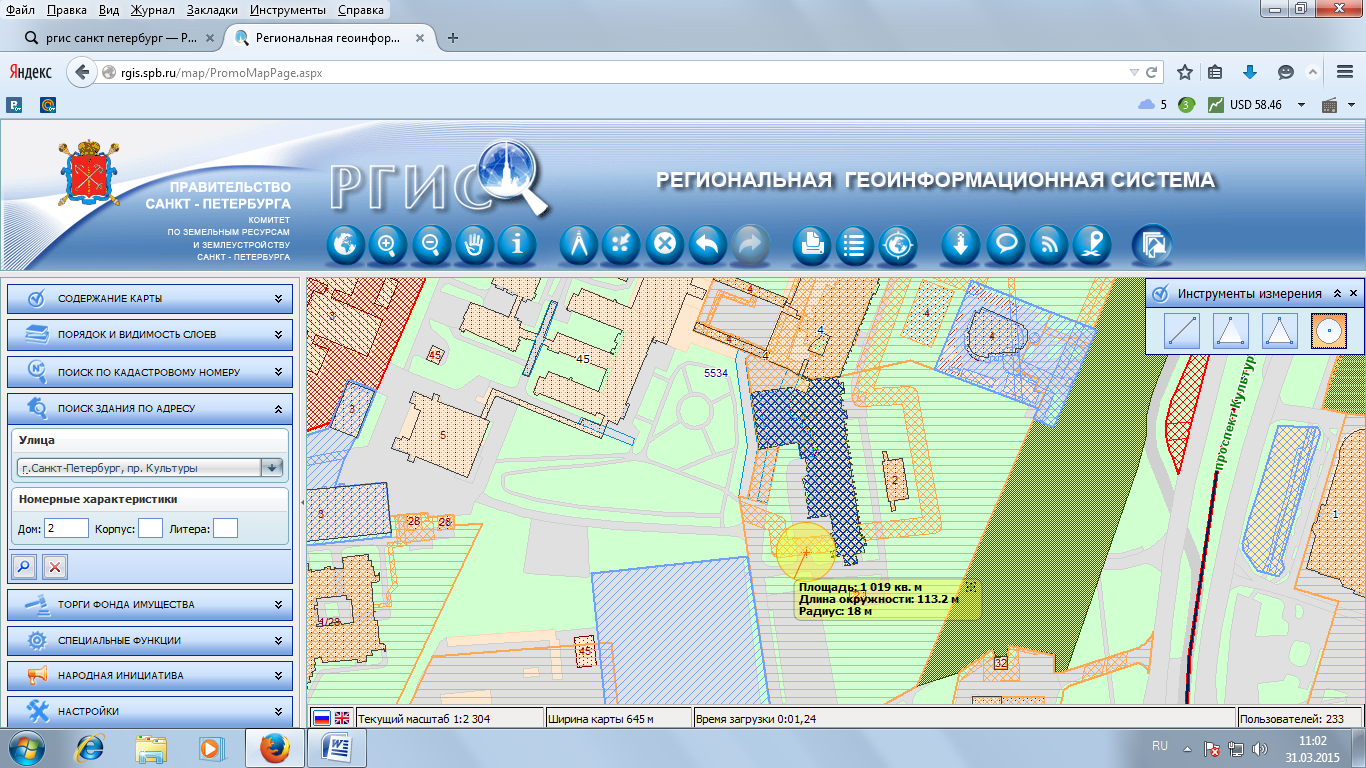 Файл Правка Вид Журнал Закладки Инструменты Справка
ргис санкт петербург — Р...
Региональная геоинфор...
Яндекс
rgis.spb.ru/map/PromoMapPage.aspx
5 3 USD 58.46
ПРАВИТЕЛЬСТВО
САНКТ - ПЕТЕРБУРГА
КОМИТЕТ
ПО ЗЕМЕЛЬНЫМ РЕСУРСАМ
И ЗЕМЛЕУСТРОЙСТВУ
САНКТ - ПЕТЕРБУРГА
РГИС
РЕГИОНАЛЬНАЯ ГЕОИНФОРМАЦИОННАЯ СИСТЕМА
СОДЕРЖАНИЕ КАРТЫ
ПОРЯДОК И ВИДИМОСТЬ СЛОЕВ
ПОИСК ПО КАДАСТРОВОМУ НОМЕРУ
ПОИСК ЗДАНИЯ ПО АДРЕСУ
Улица
г.Санкт-Петербург, пр. Культуры
Номерные характеристики
Дом: 2 Корпус: Литера:
ТОРГИ ФОНДА ИМУЩЕСТВА
СПЕЦИАЛЬНЫЕ ФУНКЦИИ
НАРОДНАЯ ИНИЦИАТИВА
НАСТРОЙКИ
Инструменты измерения
4
4
4
4
4
4
45
45
5534
3
5
3
28
28
4/28
45
2
32
1
проспект Культур
Площадь: 1 019 кв. м
Длина окружности: 113.2 м
Радиус: 18 м
Текущий масштаб 1:2 304
Ширина карты 645 м
Время загрузки 0:01,24
Пользователей: 233
RU
11:02
31.03.2015